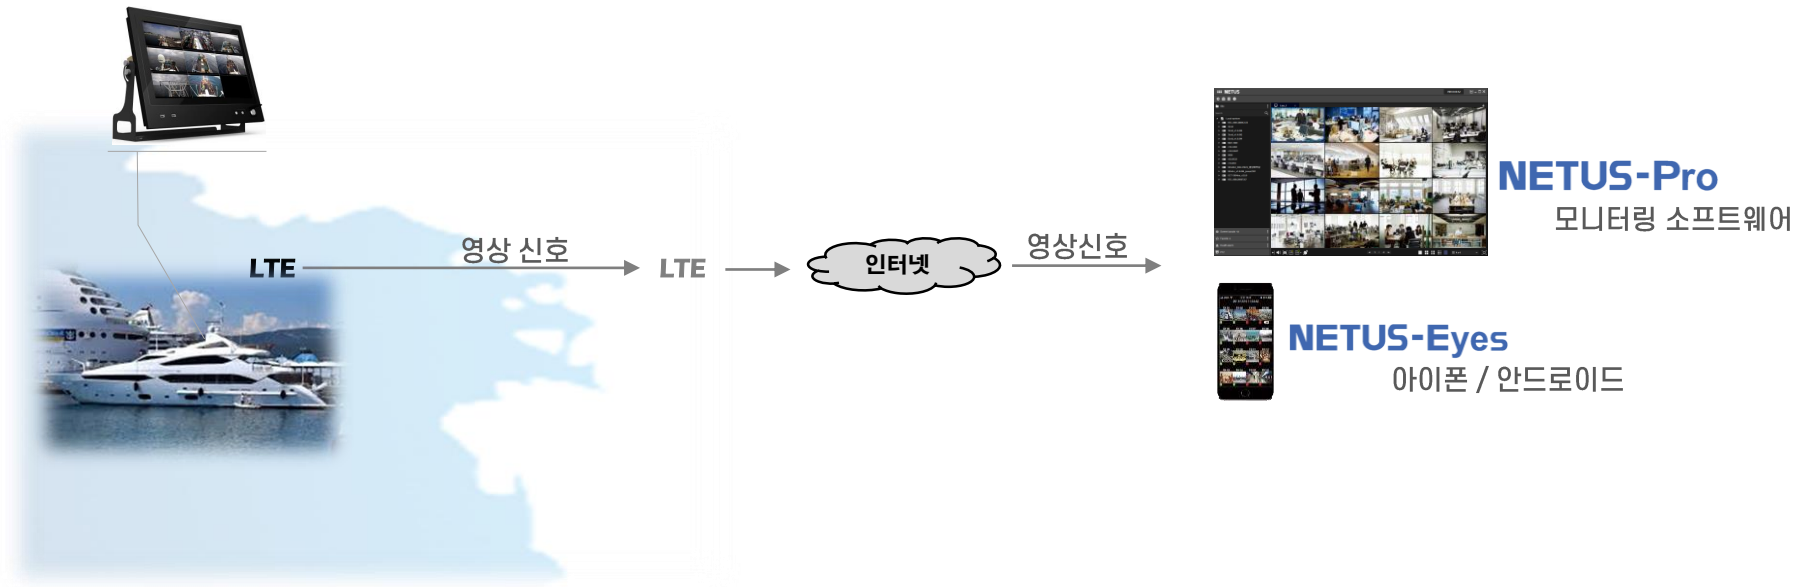 NETUS
NETUS-Pro
모니터링 소프트웨어
영상 신호
영상신호
LTE
LTE
인터넷
NETUS-Eyes
아이폰 / 안드로이드